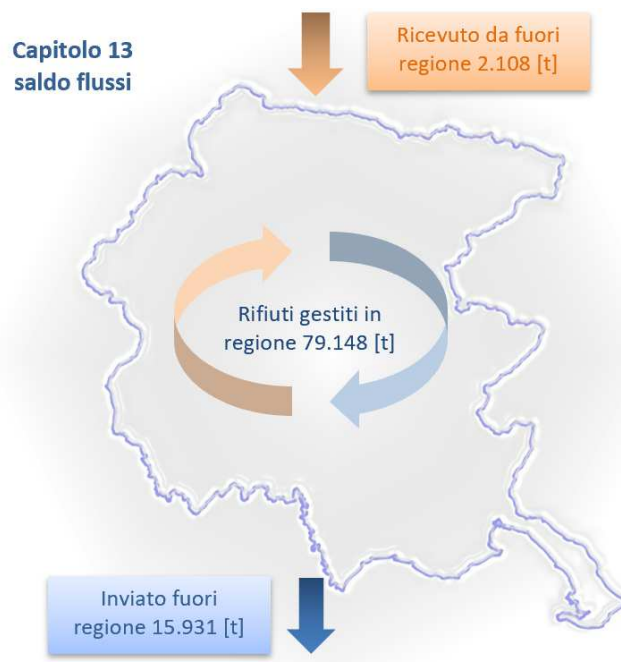 Capitolo 13
saldo flussi
Ricevuto da fuori
regione 2.108 [t]
Rifiuti gestiti in
regione 79.148 [t]
Inviato fuori
regione 15.931 [t]